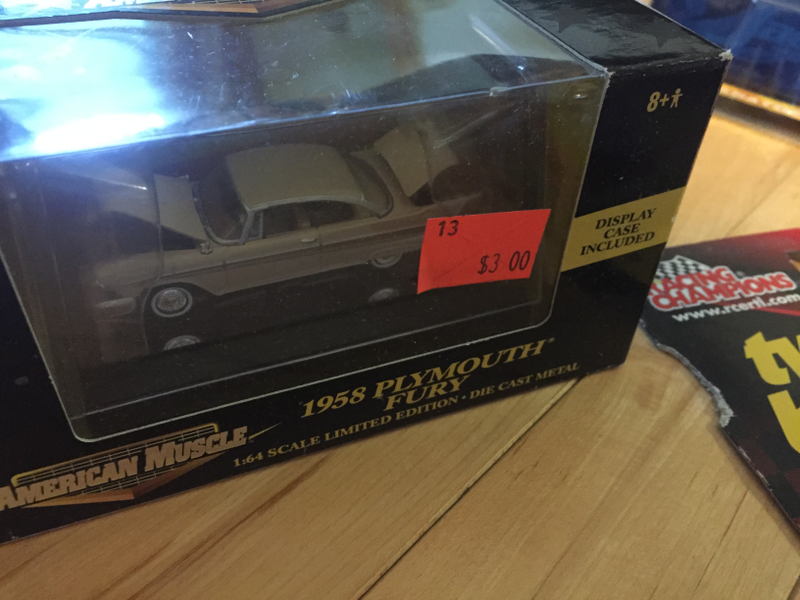 8+
DISPLAY
CASE
INCLUDED
13
$3 00
1958 PLYMOUTH®
FURY
1:64 SCALE LIMITED EDITION • DIE CAST METAL
AMERICAN MUSCLE
RACING
CHAMPIONS®
www.rcertl.com